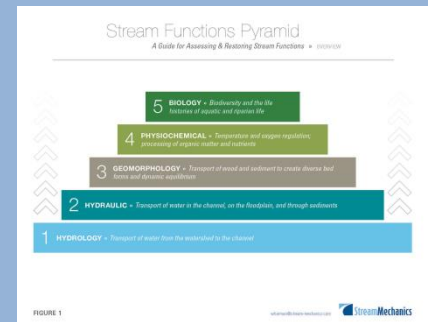 Stream Functions Pyramid
A Guide for Assessing & Restoring Stream Functions » OVERVIEW
5 BIOLOGY » Biodiversity and the life
histories of aquatic and riparian life
4 PHYSIOCHEMICAL » Temperature and oxygen regulation;
processing of organic matter and nutrients
3 GEOMORPHOLOGY » Transport of wood and sediment to create diverse bed
forms and dynamic equilibrium
2 HYDRAULIC » Transport of water in the channel, on the floodplain, and through sediments
1 HYDROLOGY » Transport of water from the watershed to the channel
FIGURE 1
StreamMechanics